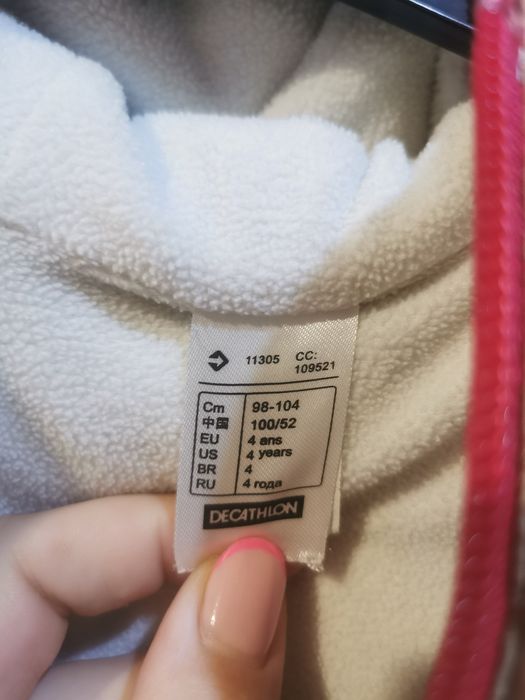 11305 CC:
109521
Cm 98-104
中国 100/52
EU 4 ans
US 4 years
BR 4
RU 4 года
DECATHLON